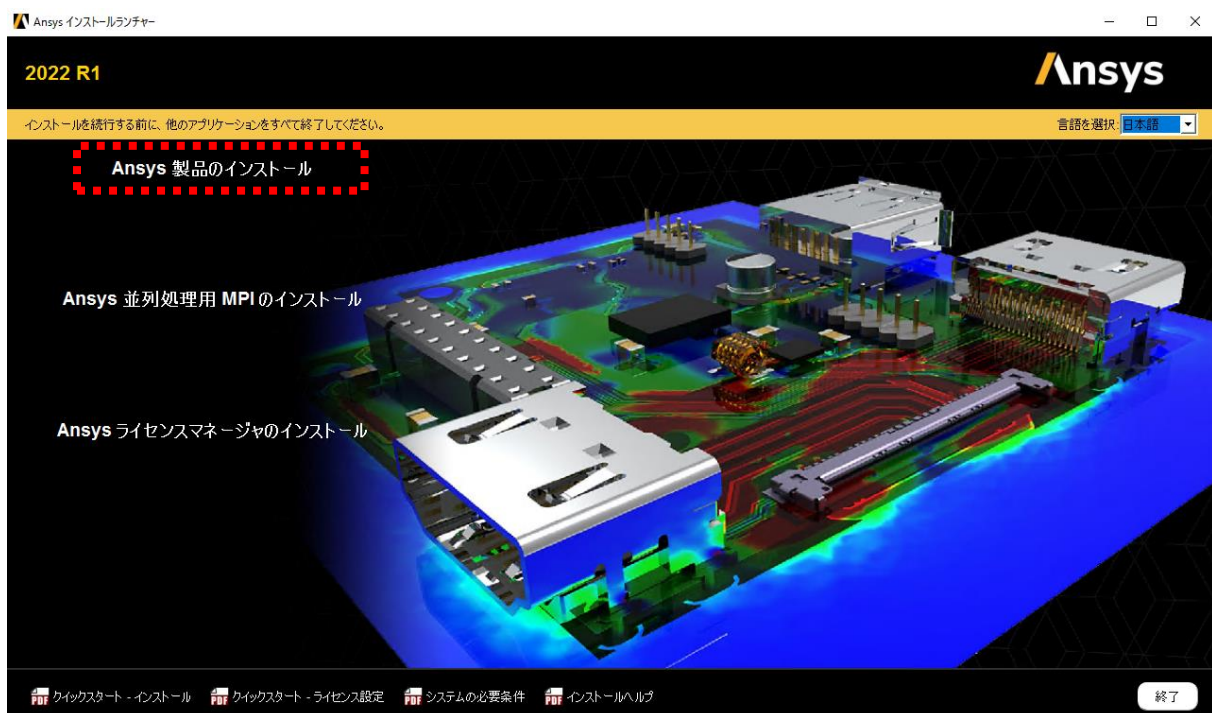 Ansys インストールランチャー
2022 R1
Ansys
インストールを続行する前に、他のアプリケーションをすべて終了してください。
言語を選択: 日本語
Ansys 製品のインストール
Ansys 並列処理用 MPI のインストール
Ansys ライセンスマネージャのインストール
PDF クイックスタート - インストール
PDF クイックスタート - ライセンス設定
PDF システムの必要条件
PDF インストールヘルプ
終了